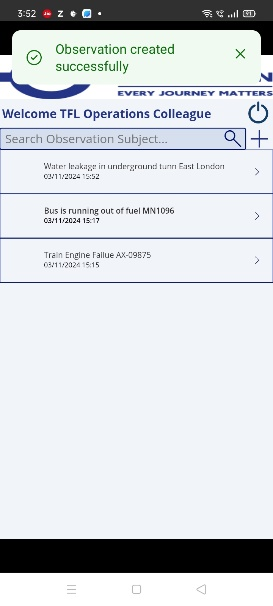 3:52
Observation created
successfully
EVERY JOURNEY MATTERS
Welcome TFL Operations Colleague
Search Observation Subject...
Water leakage in underground tunn East London
03/11/2024 15:52
Bus is running out of fuel MN1096
03/11/2024 15:17
Train Engine Failue AX-09875
03/11/2024 15:15